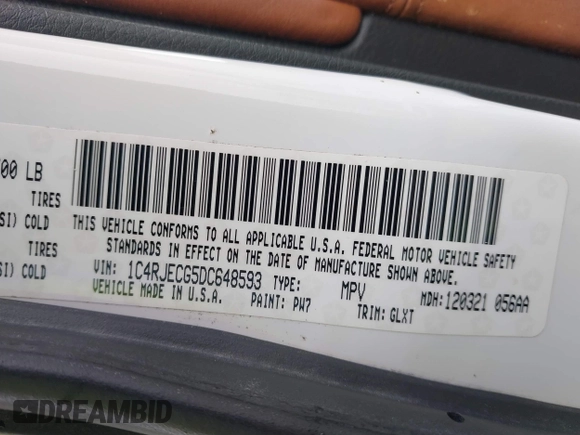 00 LB
TIRES
SI) COLD
TIRES
SI) COLD
THIS VEHICLE CONFORMS TO ALL APPLICABLE U.S.A. FEDERAL MOTOR VEHICLE SAFETY
STANDARDS IN EFFECT ON THE DATE OF MANUFACTURE SHOWN ABOVE.
VIN: 1C4RJECG5DC648593 TYPE: MPV MDH:120321 056AA
VEHICLE MADE IN U.S.A. PAINT: PW7 TRIM: GLXT
DREAMBID